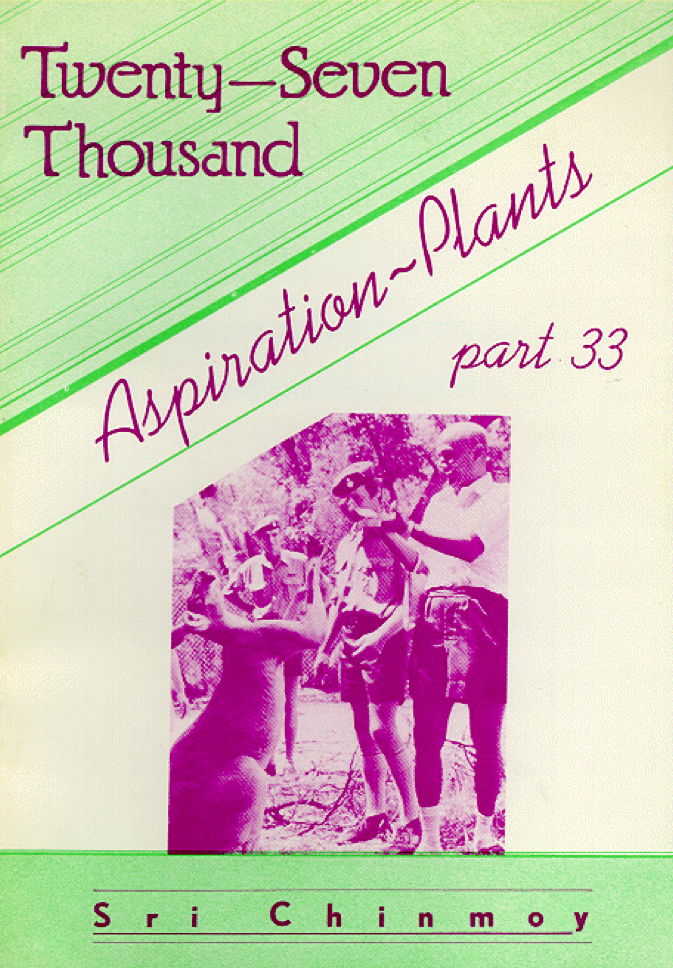 Twenty—Seven
Thousand
Aspiration~Plants
part 33
Sri Chinmoy